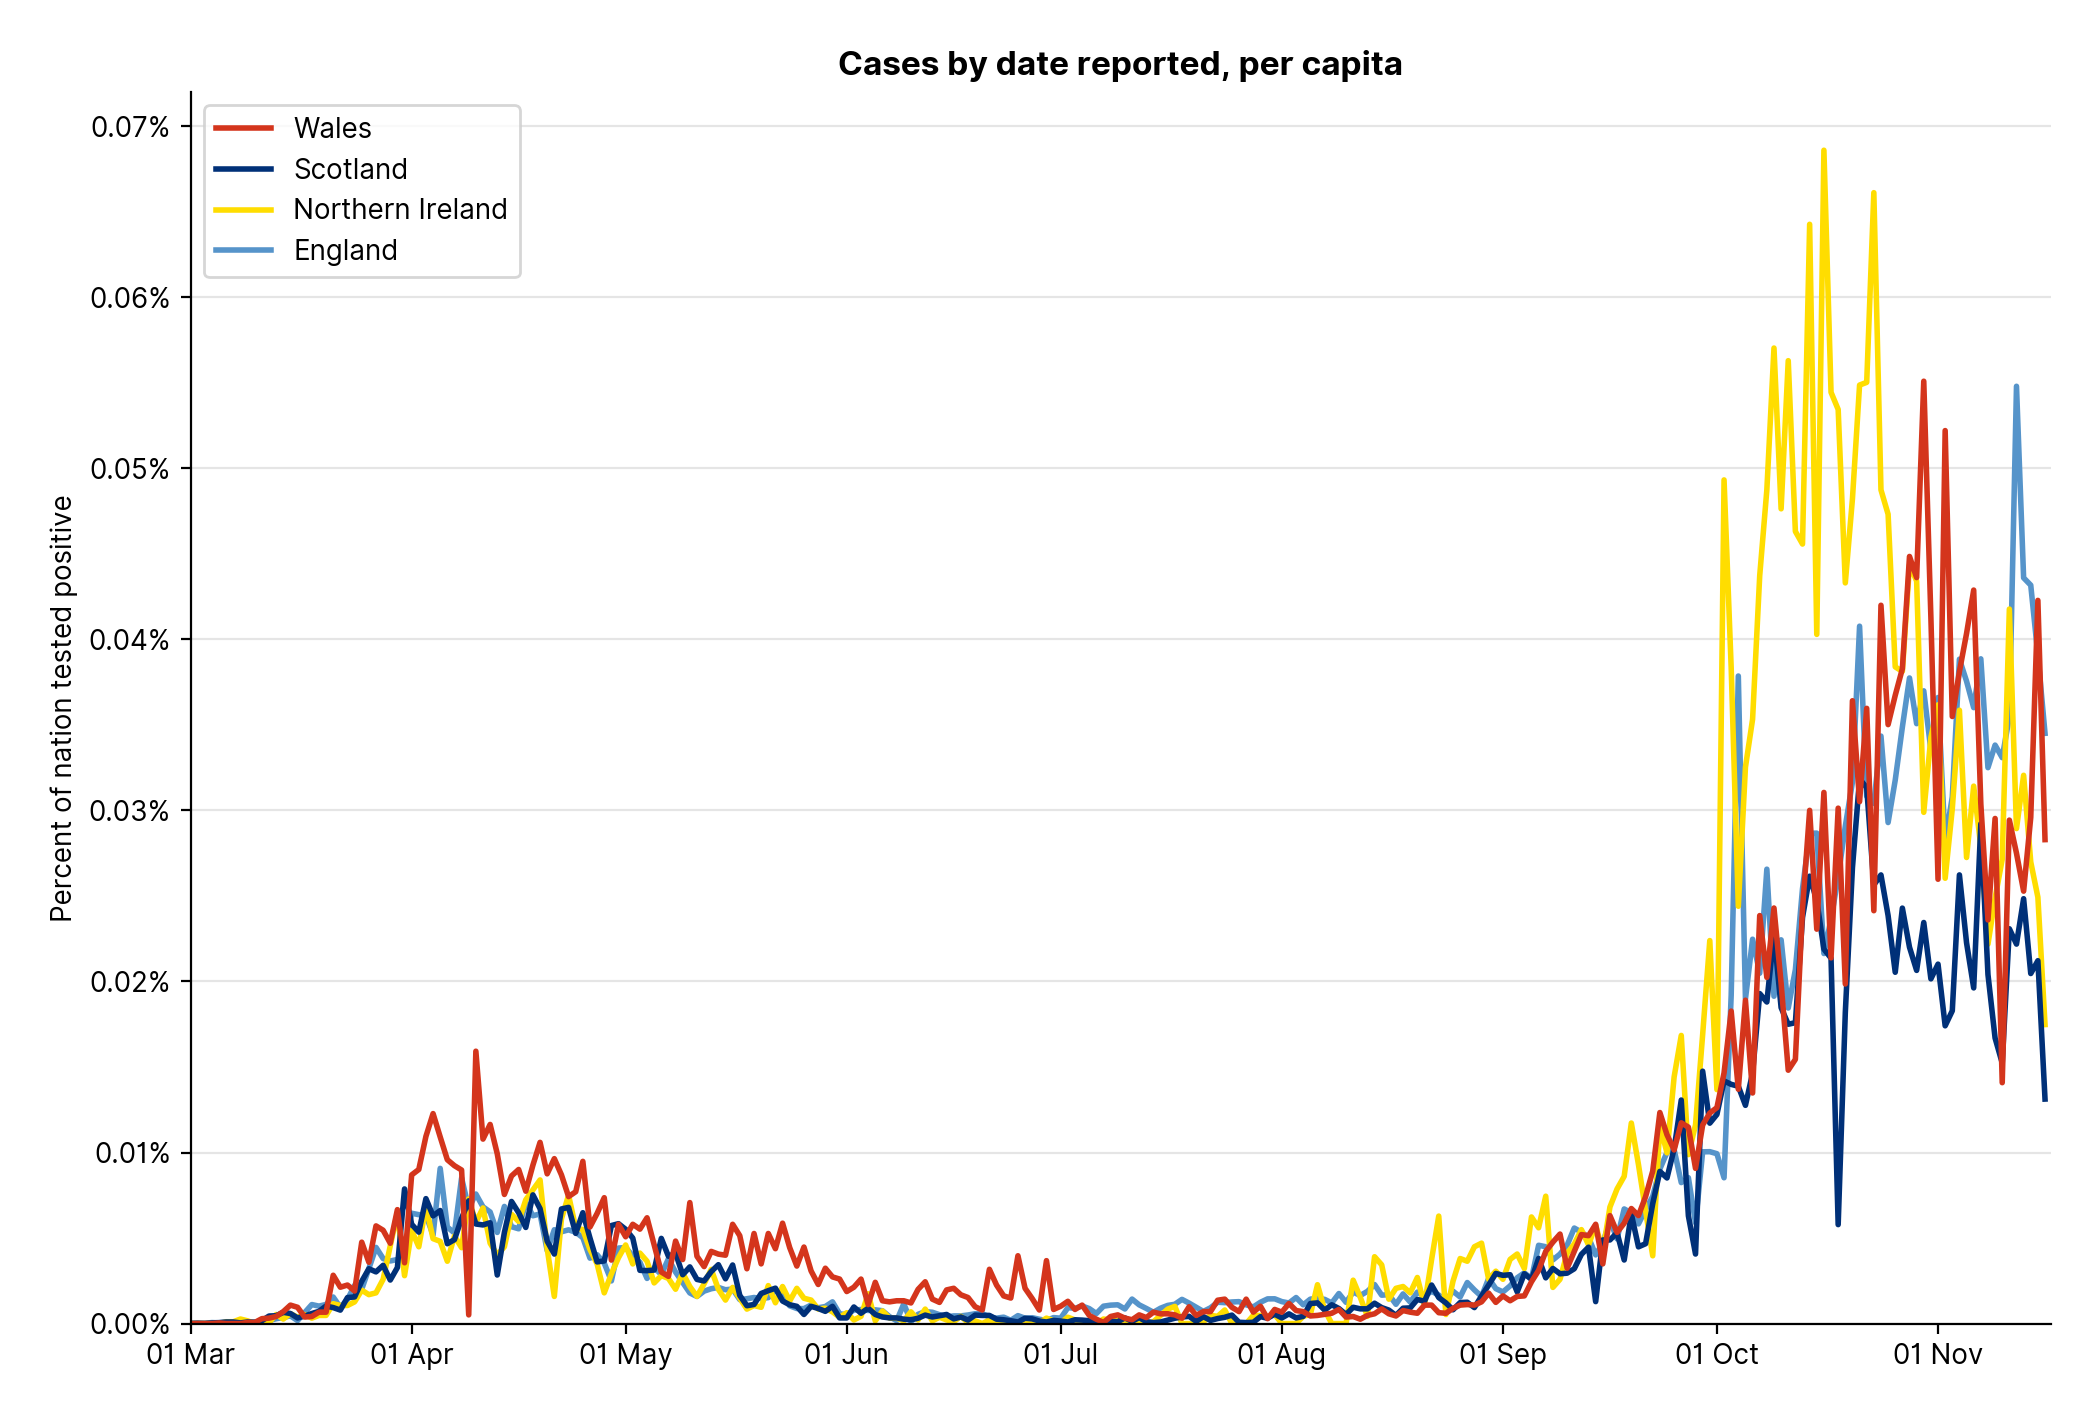 Cases by date reported, per capita
Wales
Scotland
Northern Ireland
England
Percent of nation tested positive
0.07%
0.06%
0.05%
0.04%
0.03%
0.02%
0.01%
0.00%
01 Mar
01 Apr
01 May
01 Jun
01 Jul
01 Aug
01 Sep
01 Oct
01 Nov